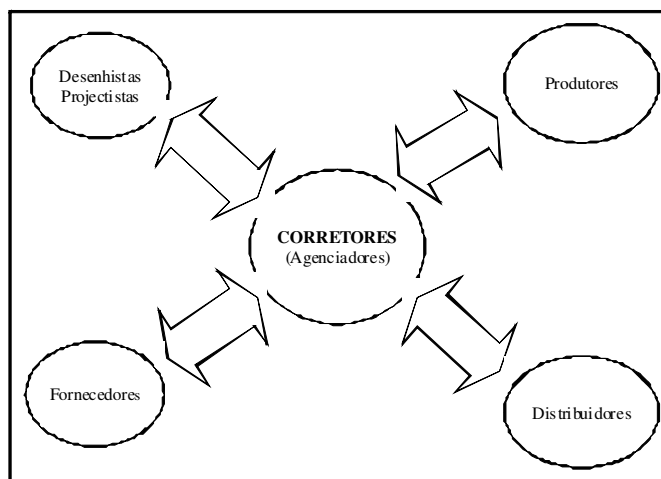 Desenhistas
Projectistas
Produtores
CORRETORES
(Agenciadores)
Fornecedores
Distribuidores